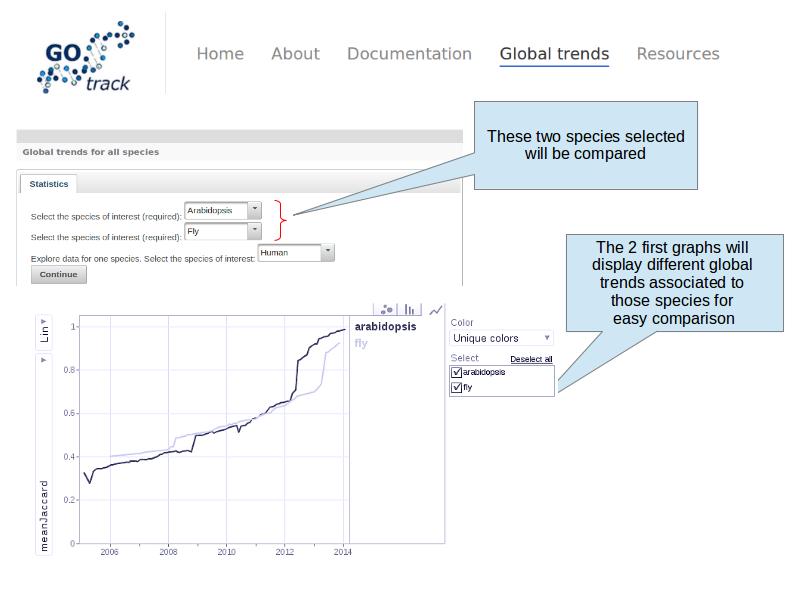 GO
track
Home About Documentation Global trends Resources
These two species selected
will be compared
Global trends for all species
Statistics
Select the species of interest (required): Arabidopsis
Select the species of interest (required): Fly
Explore data for one species. Select the species of interest: Human
Continue
The 2 first graphs will
display different global
trends associated to
those species for
easy comparison
Lin
meanJaccard
1
0.8
0.6
0.4
0.2
0
2006 2008 2010 2012 2014
arabidopsis
fly
Color
Unique colors
Select Deselect all
arabidopsis
fly